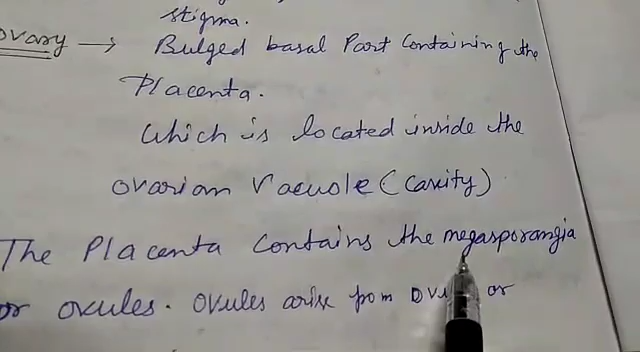 stigma.
ovary → Bulged basal Part Containing the
Placenta.
Which is located inside the
ovarian Vacuole (Cavity)
The Placenta Contains the megasporangia
or ovules. Ovules arise from or